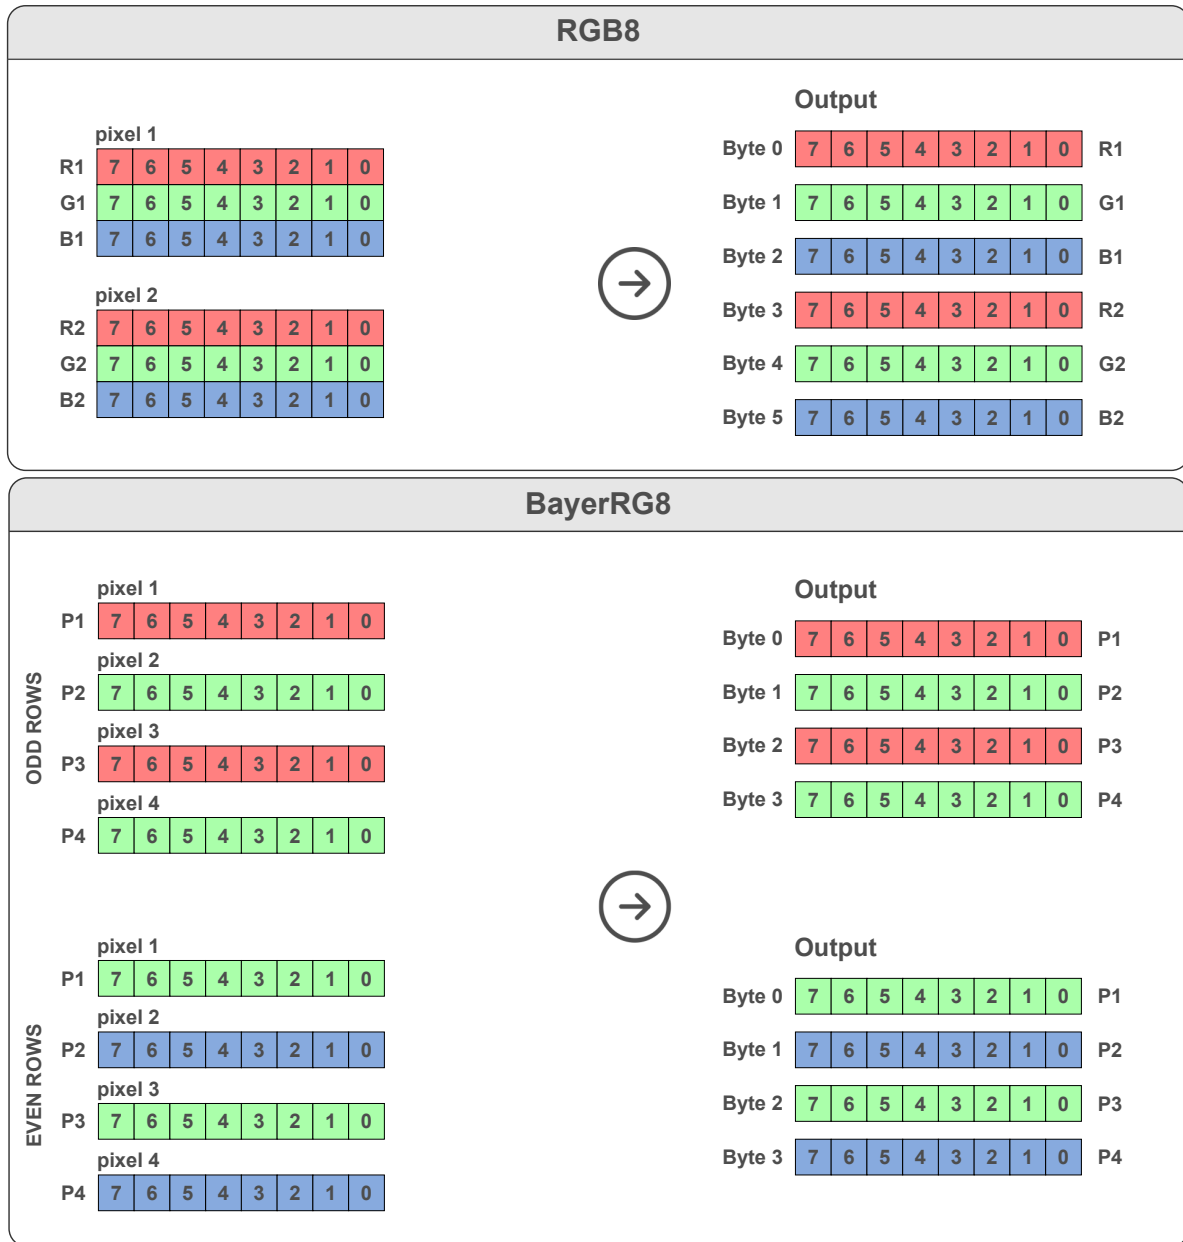 RGB8
pixel 1
R1 7 6 5 4 3 2 1 0
G1 7 6 5 4 3 2 1 0
B1 7 6 5 4 3 2 1 0
pixel 2
R2 7 6 5 4 3 2 1 0
G2 7 6 5 4 3 2 1 0
B2 7 6 5 4 3 2 1 0
Output
Byte 0 7 6 5 4 3 2 1 0 R1
Byte 1 7 6 5 4 3 2 1 0 G1
Byte 2 7 6 5 4 3 2 1 0 B1
Byte 3 7 6 5 4 3 2 1 0 R2
Byte 4 7 6 5 4 3 2 1 0 G2
Byte 5 7 6 5 4 3 2 1 0 B2
BayerRG8
ODD ROWS
pixel 1
P1 7 6 5 4 3 2 1 0
pixel 2
P2 7 6 5 4 3 2 1 0
pixel 3
P3 7 6 5 4 3 2 1 0
pixel 4
P4 7 6 5 4 3 2 1 0
Output
Byte 0 7 6 5 4 3 2 1 0 P1
Byte 1 7 6 5 4 3 2 1 0 P2
Byte 2 7 6 5 4 3 2 1 0 P3
Byte 3 7 6 5 4 3 2 1 0 P4
EVEN ROWS
pixel 1
P1 7 6 5 4 3 2 1 0
pixel 2
P2 7 6 5 4 3 2 1 0
pixel 3
P3 7 6 5 4 3 2 1 0
pixel 4
P4 7 6 5 4 3 2 1 0
Output
Byte 0 7 6 5 4 3 2 1 0 P1
Byte 1 7 6 5 4 3 2 1 0 P2
Byte 2 7 6 5 4 3 2 1 0 P3
Byte 3 7 6 5 4 3 2 1 0 P4